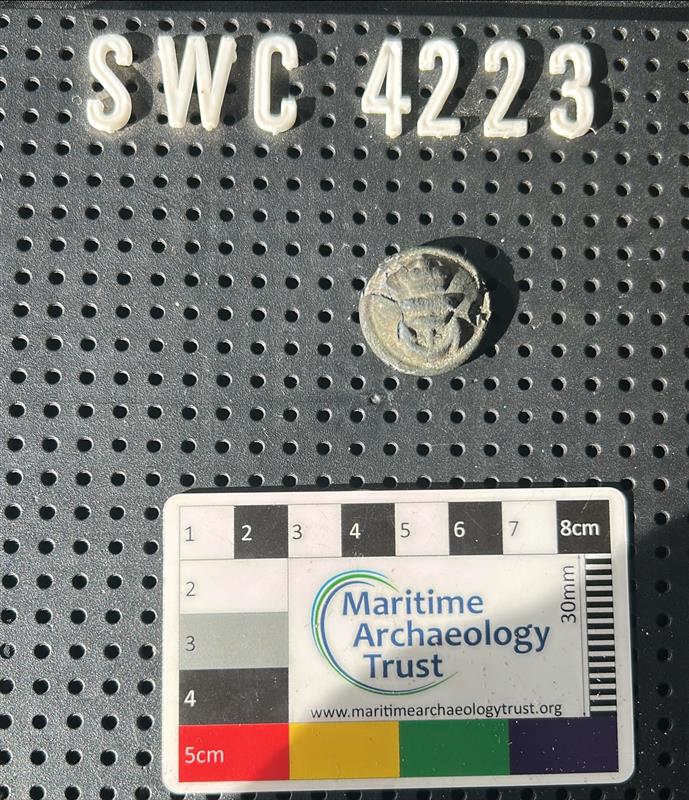 SWC 4223
1 2 3 4 5 6 7 8cm
2
3
4
5cm
30mm
Maritime
Archaeology
Trust
www.maritimearchaeologytrust.org